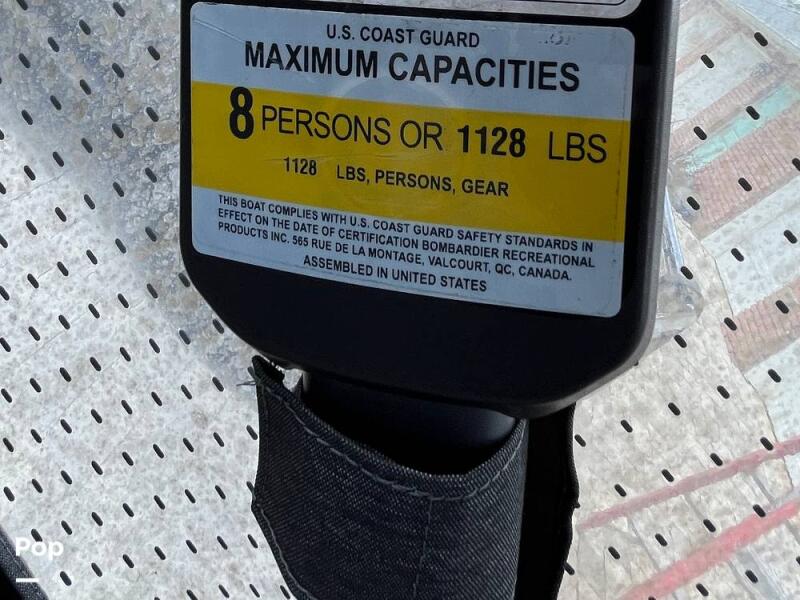 U.S. COAST GUARD
MAXIMUM CAPACITIES
8 PERSONS OR 1128 LBS
1128 LBS, PERSONS, GEAR
THIS BOAT COMPLIES WITH U.S. COAST GUARD SAFETY STANDARDS IN
EFFECT ON THE DATE OF CERTIFICATION BOMBARDIER RECREATIONAL
PRODUCTS INC. 565 RUE DE LA MONTAGE, VALCOURT, QC, CANADA.
ASSEMBLED IN UNITED STATES
Pop